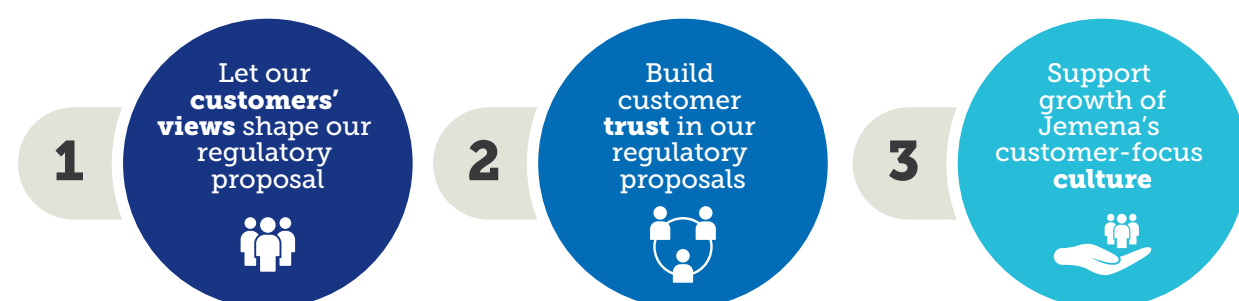 1
Let our
customers’
views shape our
regulatory
proposal
2
Build
customer
trust in our
regulatory
proposals
3
Support
growth of
Jemena’s
customer-focus
culture